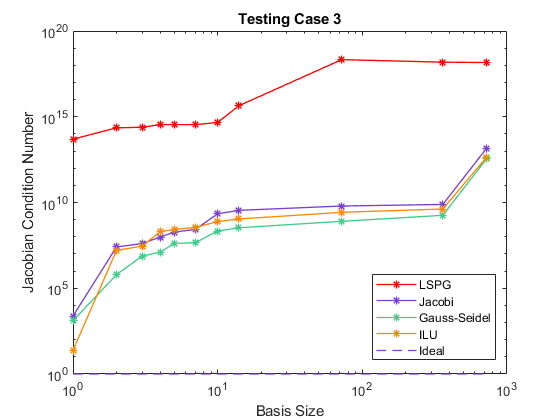 Testing Case 3
Jacobian Condition Number
10^20
10^15
10^10
10^5
10^0
10^0
10^1
10^2
10^3
Basis Size
LSPG
Jacobi
Gauss-Seidel
ILU
Ideal